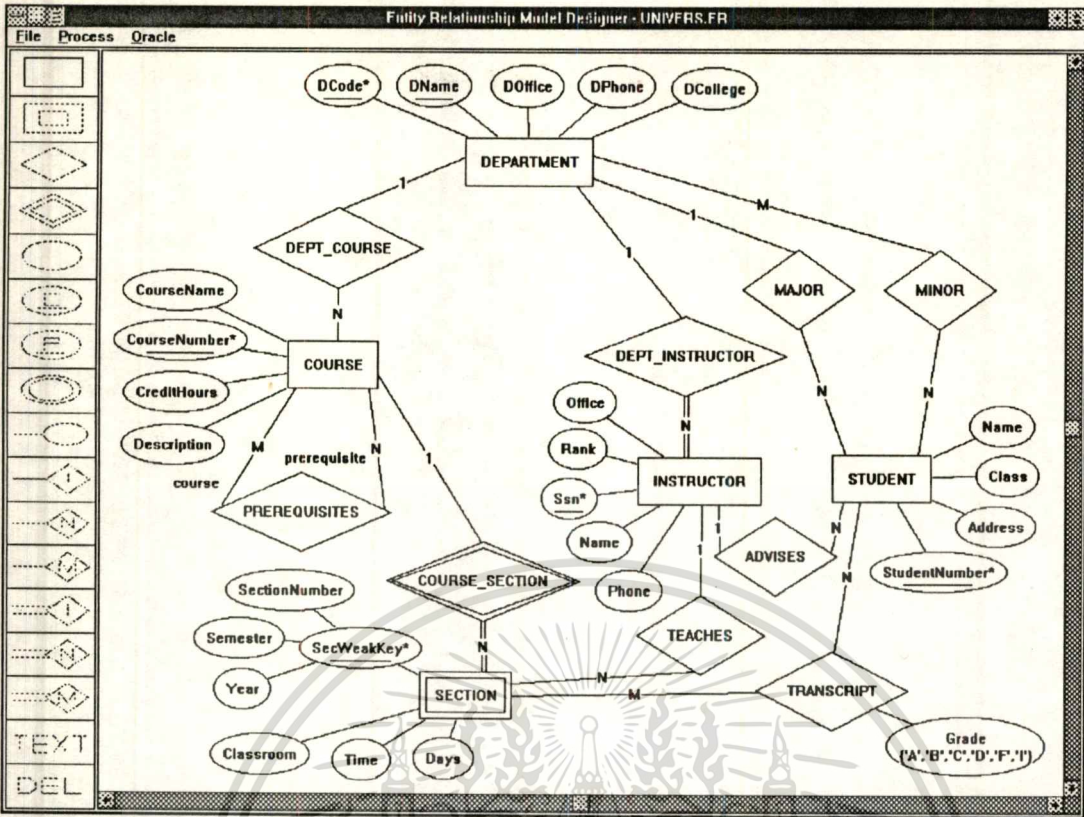 Entity Relationship Model Designer - UNIVERS.ER
File Process Oracle
DCode* DName DOffice DPhone DCollege
DEPARTMENT
1 1 1 M
DEPT_COURSE
MAJOR MINOR
CourseName
N
CourseNumber*
COURSE
DEPT_INSTRUCTOR
CreditHours
N N
Office
Description
M N 1 N
Name
prerequisite
Rank
course
INSTRUCTOR STUDENT
Class
Ssn*
PREREQUISITES
Address
1 N
Name
ADVISES
1
COURSE_SECTION
Phone
N
StudentNumber*
SectionNumber
TEACHES
Semester
SecWeakKey*
N
N
Year
SECTION
M
TRANSCRIPT
Classroom
Time
Days
Grade
('A','B','C','D','F','I')
1
N
M
1
N
M
TEXT
DEL